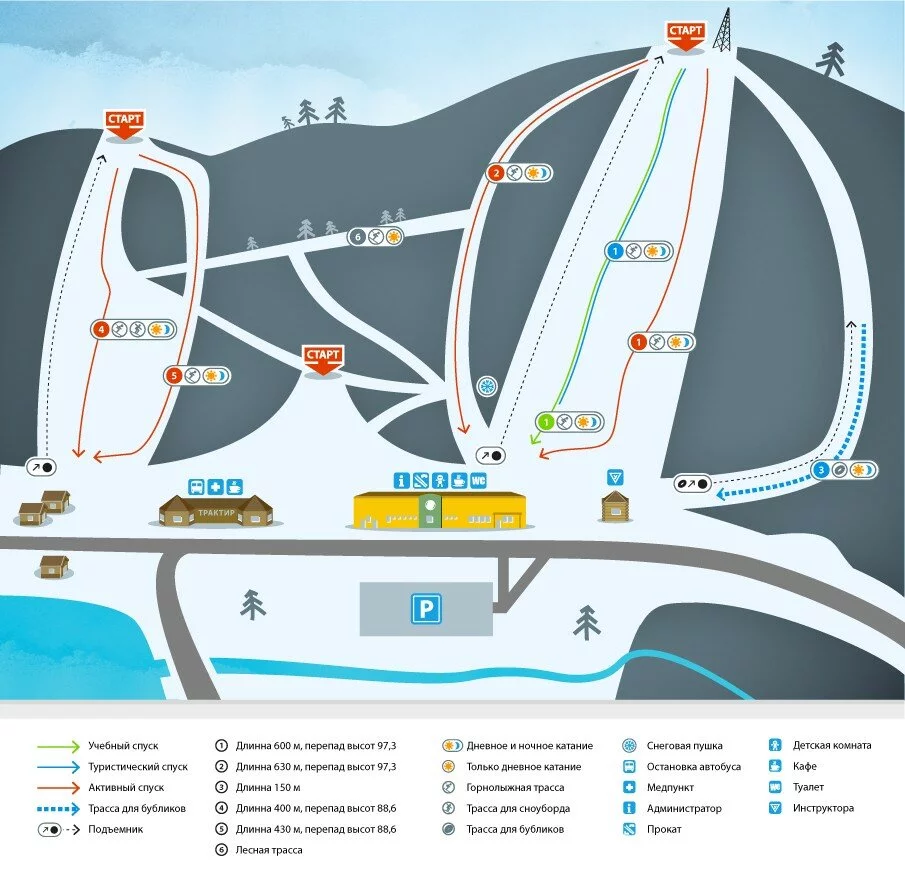 СТАРТ
СТАРТ
2
6
1
4
СТАРТ
1
5
1
3
ТРАКТИР
i
WC
P
Учебный спуск
Туристический спуск
Активный спуск
Трасса для бубликов
Подъемник
1 Длинна 600 м, перепад высот 97,3
2 Длинна 630 м, перепад высот 97,3
3 Длинна 150 м
4 Длинна 400 м, перепад высот 88,6
5 Длинна 430 м, перепад высот 88,6
6 Лесная трасса
Дневное и ночное катание
Только дневное катание
Горнолыжная трасса
Трасса для сноуборда
Трасса для бубликов
Снеговая пушка
Остановка автобуса
Медпункт
i Администратор
Прокат
Детская комната
Кафе
WC Туалет
Инструктора